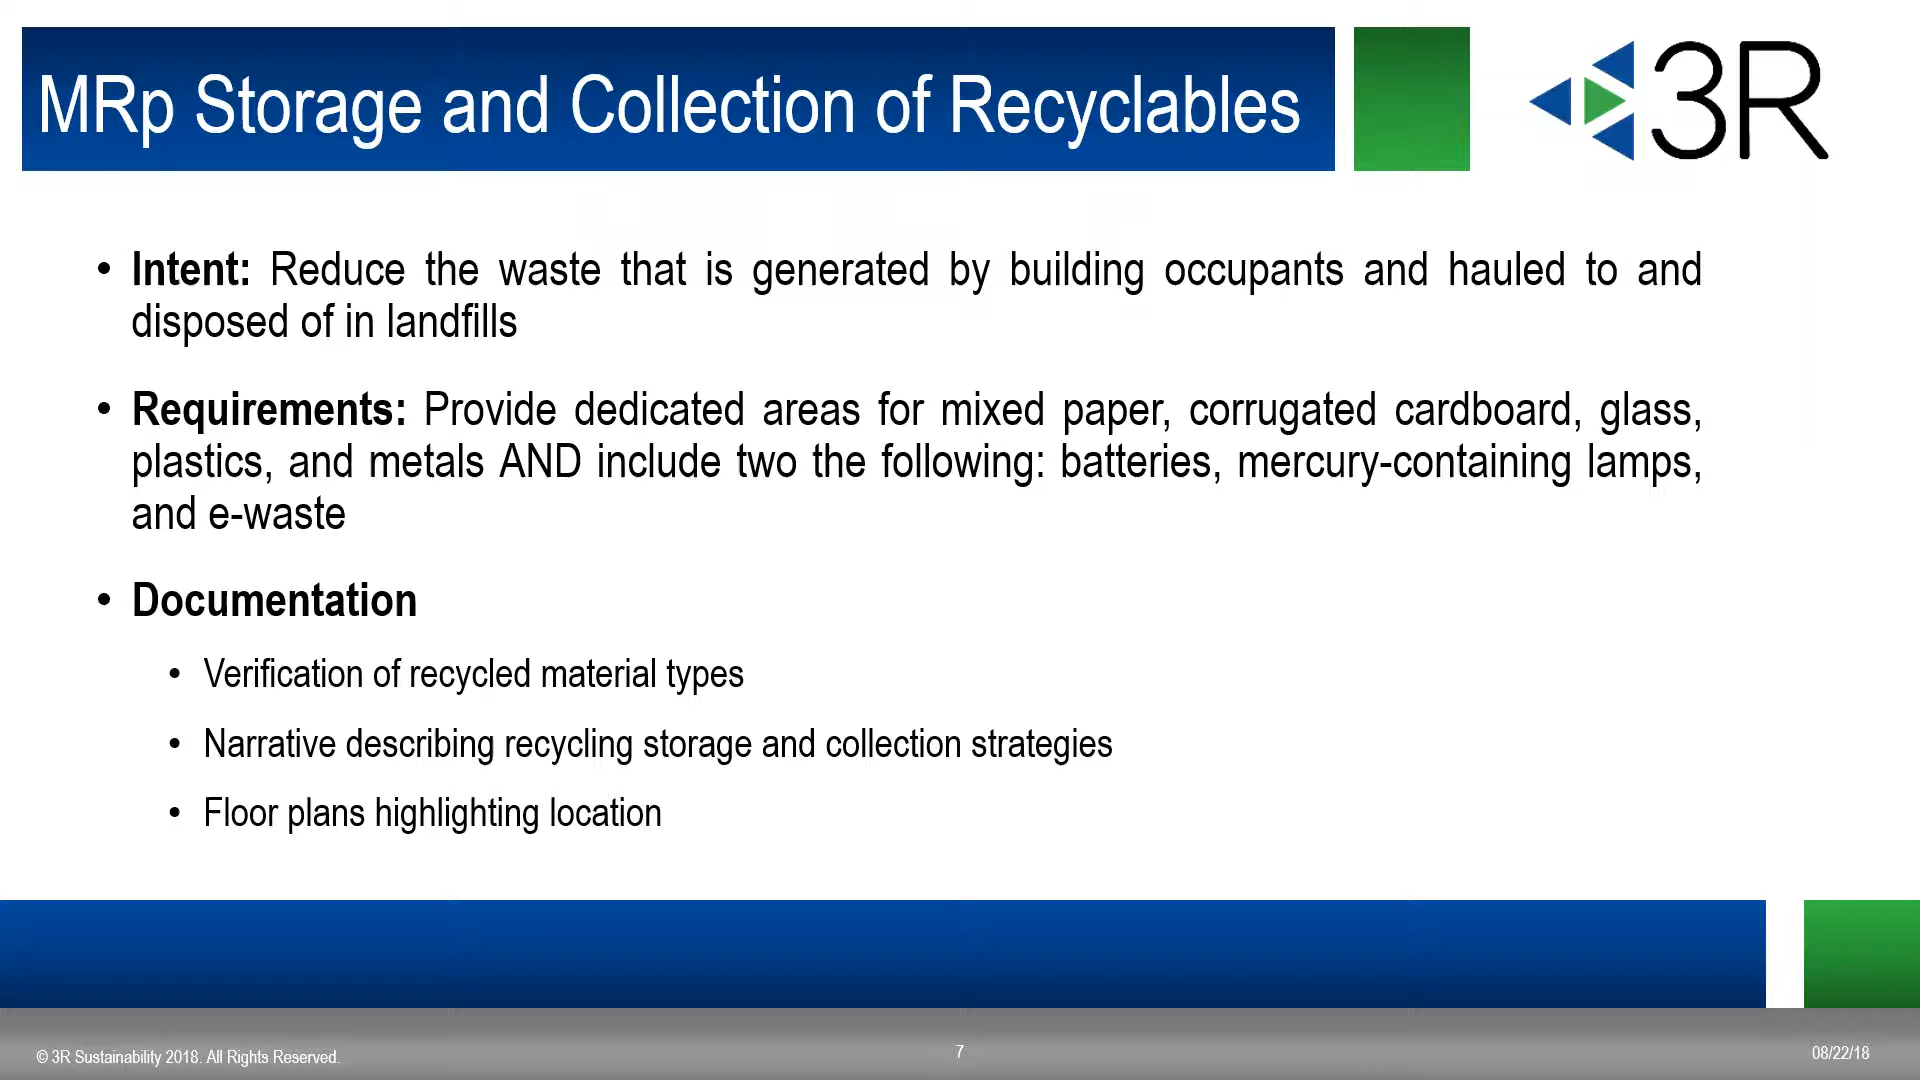 MRp Storage and Collection of Recyclables
3R
• Intent: Reduce the waste that is generated by building occupants and hauled to and
disposed of in landfills
• Requirements: Provide dedicated areas for mixed paper, corrugated cardboard, glass,
plastics, and metals AND include two the following: batteries, mercury-containing lamps,
and e-waste
• Documentation
• Verification of recycled material types
• Narrative describing recycling storage and collection strategies
• Floor plans highlighting location
© 3R Sustainability 2018. All Rights Reserved.
7
08/22/18